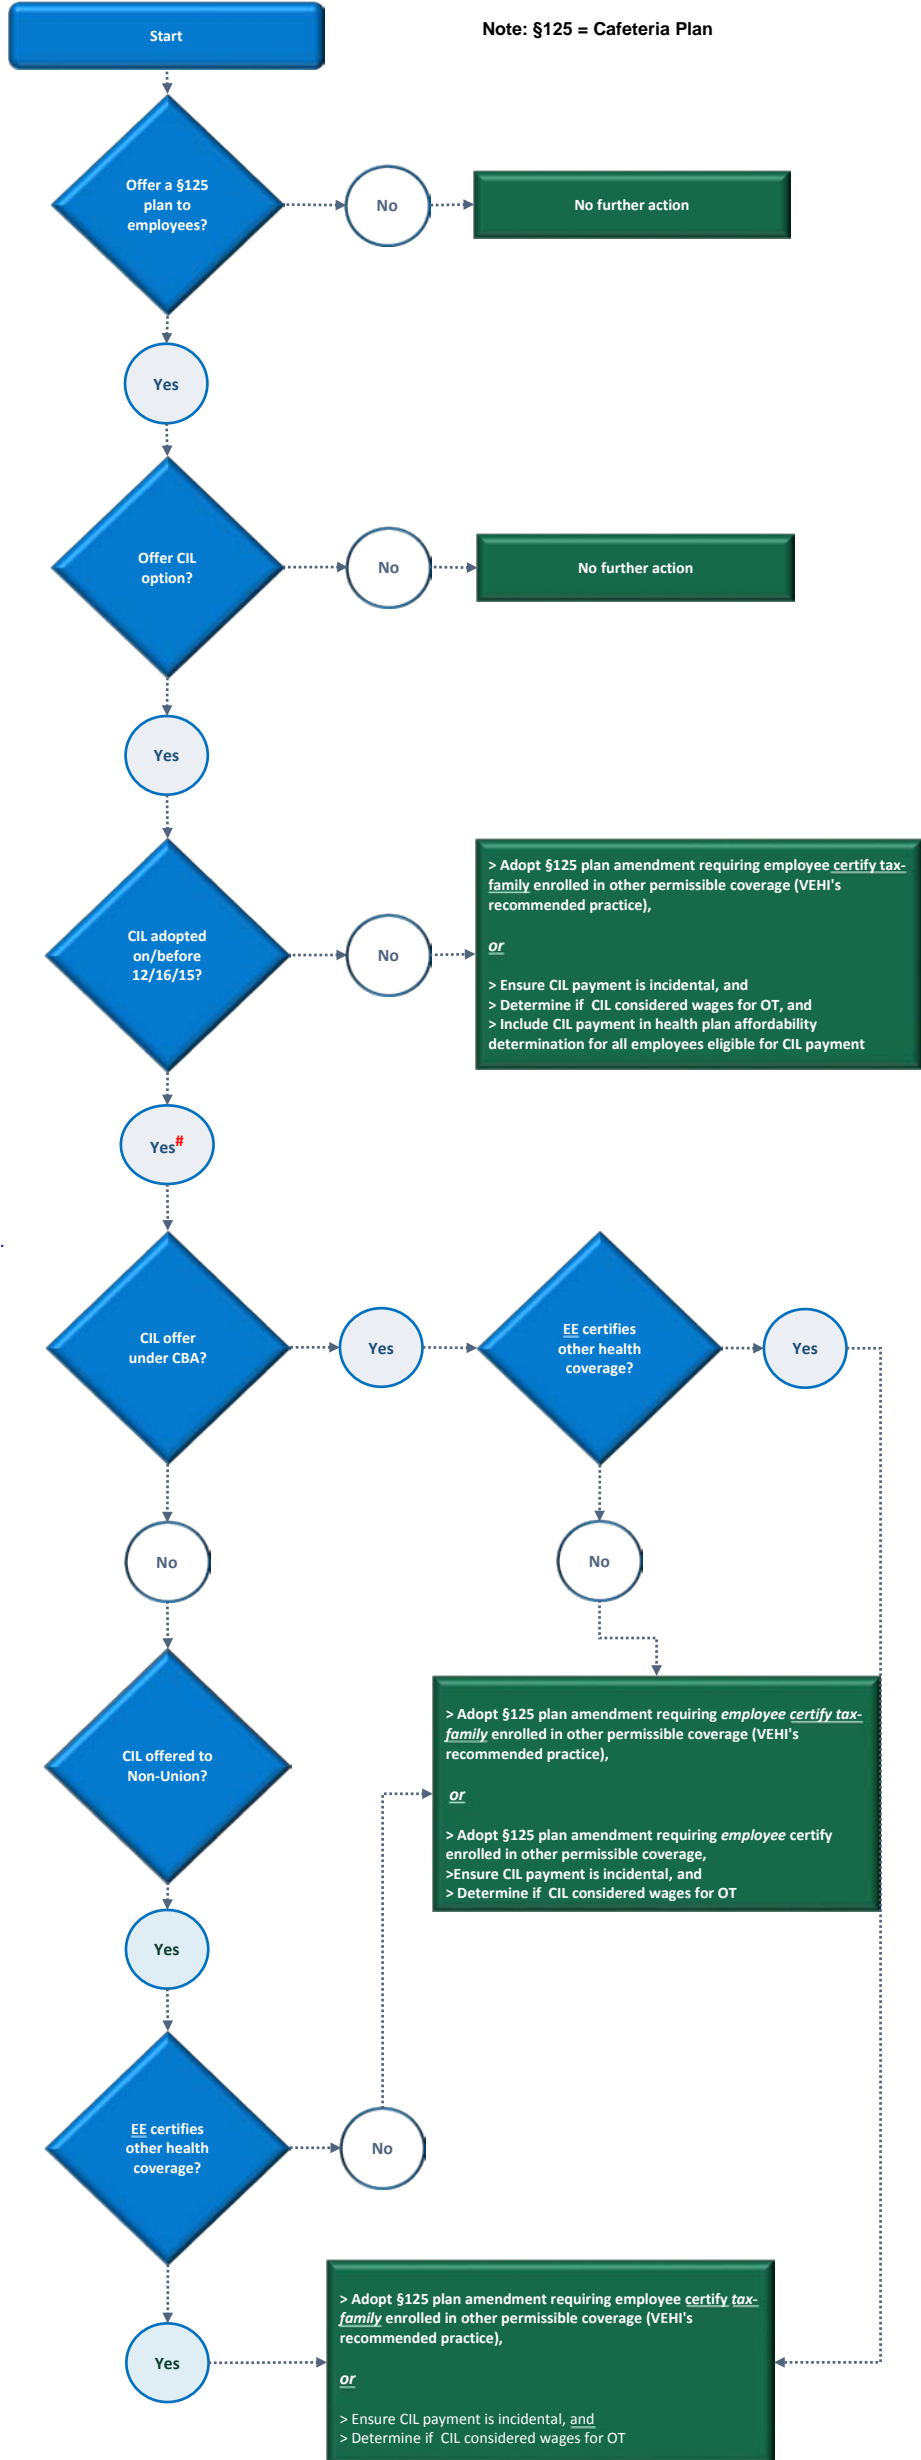 Note: §125 = Cafeteria Plan
Start
Offer a §125
plan to
employees?
No
No further action
Yes
Offer CIL
option?
No
No further action
Yes
CIL adopted
on/before
12/16/15?
No
> Adopt §125 plan amendment requiring employee certify tax-
family enrolled in other permissible coverage (VEHI's
recommended practice),
or
> Ensure CIL payment is incidental, and
> Determine if CIL considered wages for OT, and
> Include CIL payment in health plan affordability
determination for all employees eligible for CIL payment
Yes#
CIL offer
under CBA?
Yes
EE certifies
other health
coverage?
Yes
No
No
CIL offered to
Non-Union?
> Adopt §125 plan amendment requiring employee certify tax-
family enrolled in other permissible coverage (VEHI's
recommended practice),
or
> Adopt §125 plan amendment requiring employee certify
enrolled in other permissible coverage,
>Ensure CIL payment is incidental, and
> Determine if CIL considered wages for OT
Yes
EE certifies
other health
coverage?
No
Yes
> Adopt §125 plan amendment requiring employee certify tax-
family enrolled in other permissible coverage (VEHI's
recommended practice),
or
> Ensure CIL payment is incidental, and
> Determine if CIL considered wages for OT